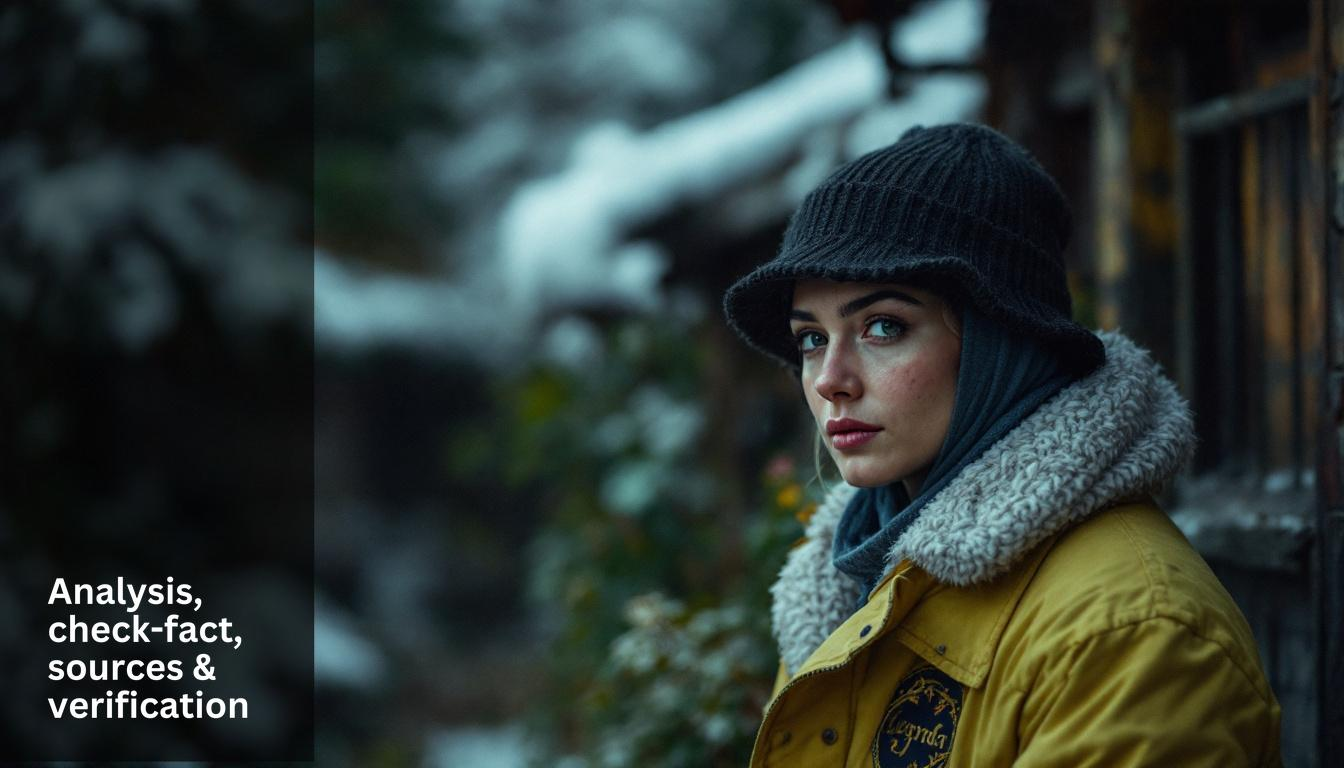 Analysis,
check-fact,
sources &
verification